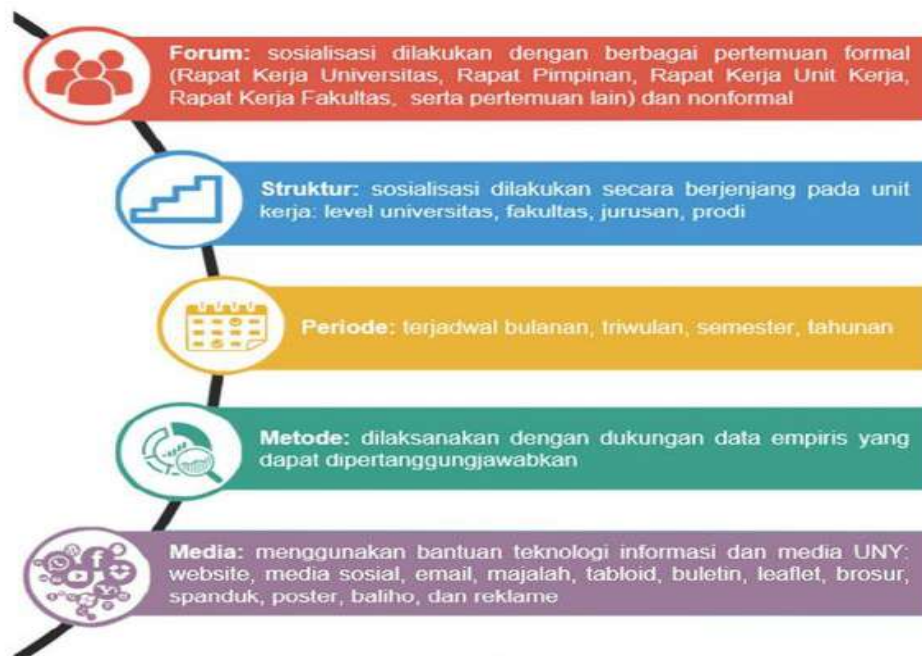 Forum: sosialisasi dilakukan dengan berbagai pertemuan formal
(Rapat Kerja Universitas, Rapat Pimpinan, Rapat Kerja Unit Kerja,
Rapat Kerja Fakultas, serta pertemuan lain) dan nonformal
Struktur: sosialisasi dilakukan secara berjenjang pada unit
kerja: level universitas, fakultas, jurusan, prodi
Periode: terjadwal bulanan, triwulan, semester, tahunan
Metode: dilaksanakan dengan dukungan data empiris yang
dapat dipertanggungjawabkan
Media: menggunakan bantuan teknologi informasi dan media UNY:
website, media sosial, email, majalah, tabloid, buletin, leaflet, brosur,
spanduk, poster, baliho, dan reklame